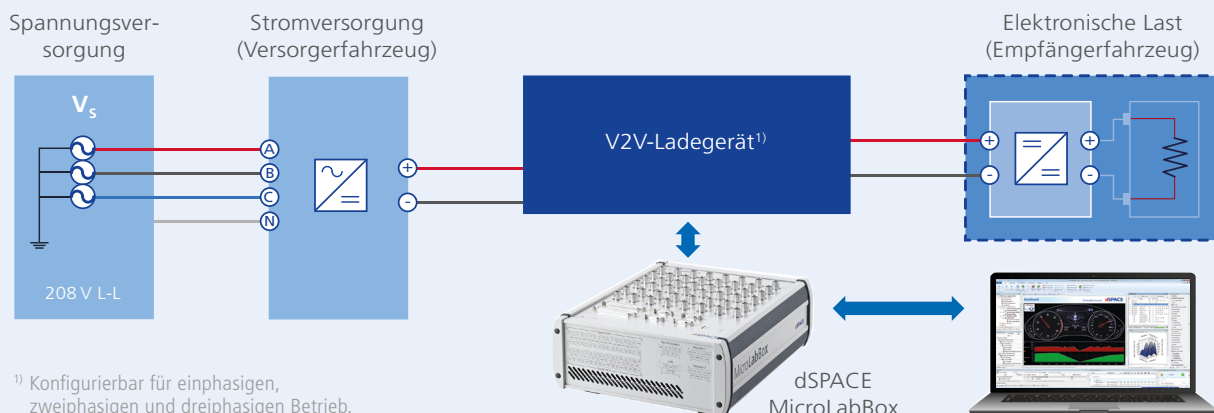 Spannungsver-
sorgung
Stromversorgung
(Versorgerfahrzeug)
Elektronische Last
(Empfängerfahrzeug)
Vs
A
B
C
N
208 V L-L
+
-
V2V-Ladegerät1)
+
-
+
-
MicroLabBox
dSPACE
dSPACE
MicroLabBox
1) Konfigurierbar für einphasigen,
zweiphasigen und dreiphasigen Betrieb.